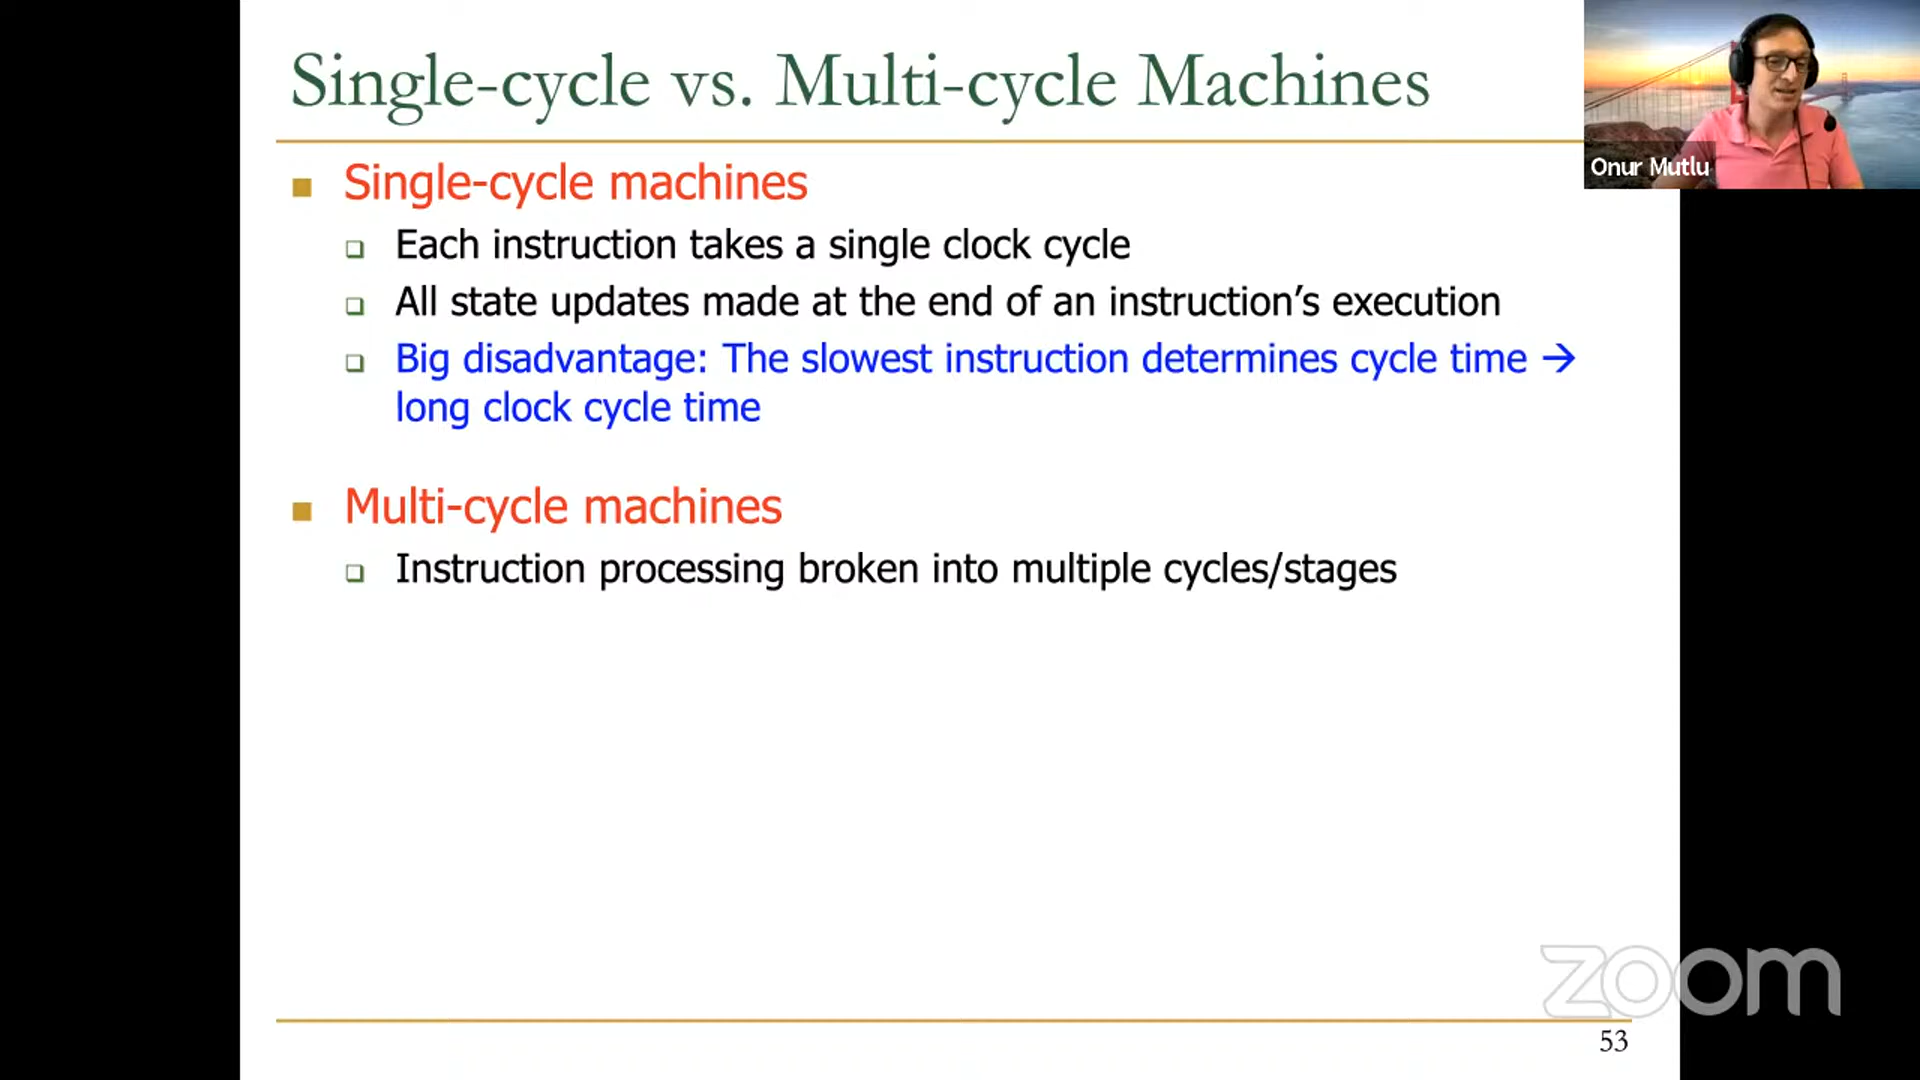 Single-cycle vs. Multi-cycle Machines
Onur Mutlu
Single-cycle machines
Each instruction takes a single clock cycle
All state updates made at the end of an instruction’s execution
Big disadvantage: The slowest instruction determines cycle time →
long clock cycle time
Multi-cycle machines
Instruction processing broken into multiple cycles/stages
zoom
53